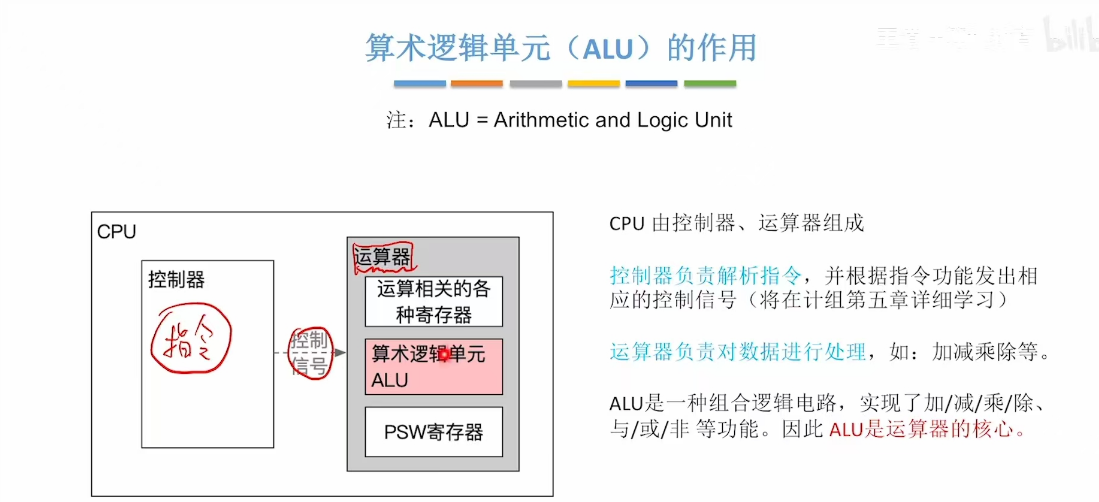 算术逻辑单元（ALU）的作用
注：ALU = Arithmetic and Logic Unit
CPU
控制器
指令
控制
信号
运算器
运算相关的各
种寄存器
算术逻辑单元
ALU
PSW寄存器
CPU 由控制器、运算器组成
控制器负责解析指令，并根据指令功能发出相
应的控制信号（将在计组第五章详细学习）
运算器负责对数据进行处理，如：加减乘除等。
ALU是一种组合逻辑电路，实现了加/减/乘/除、
与/或/非 等功能。因此 ALU是运算器的核心。